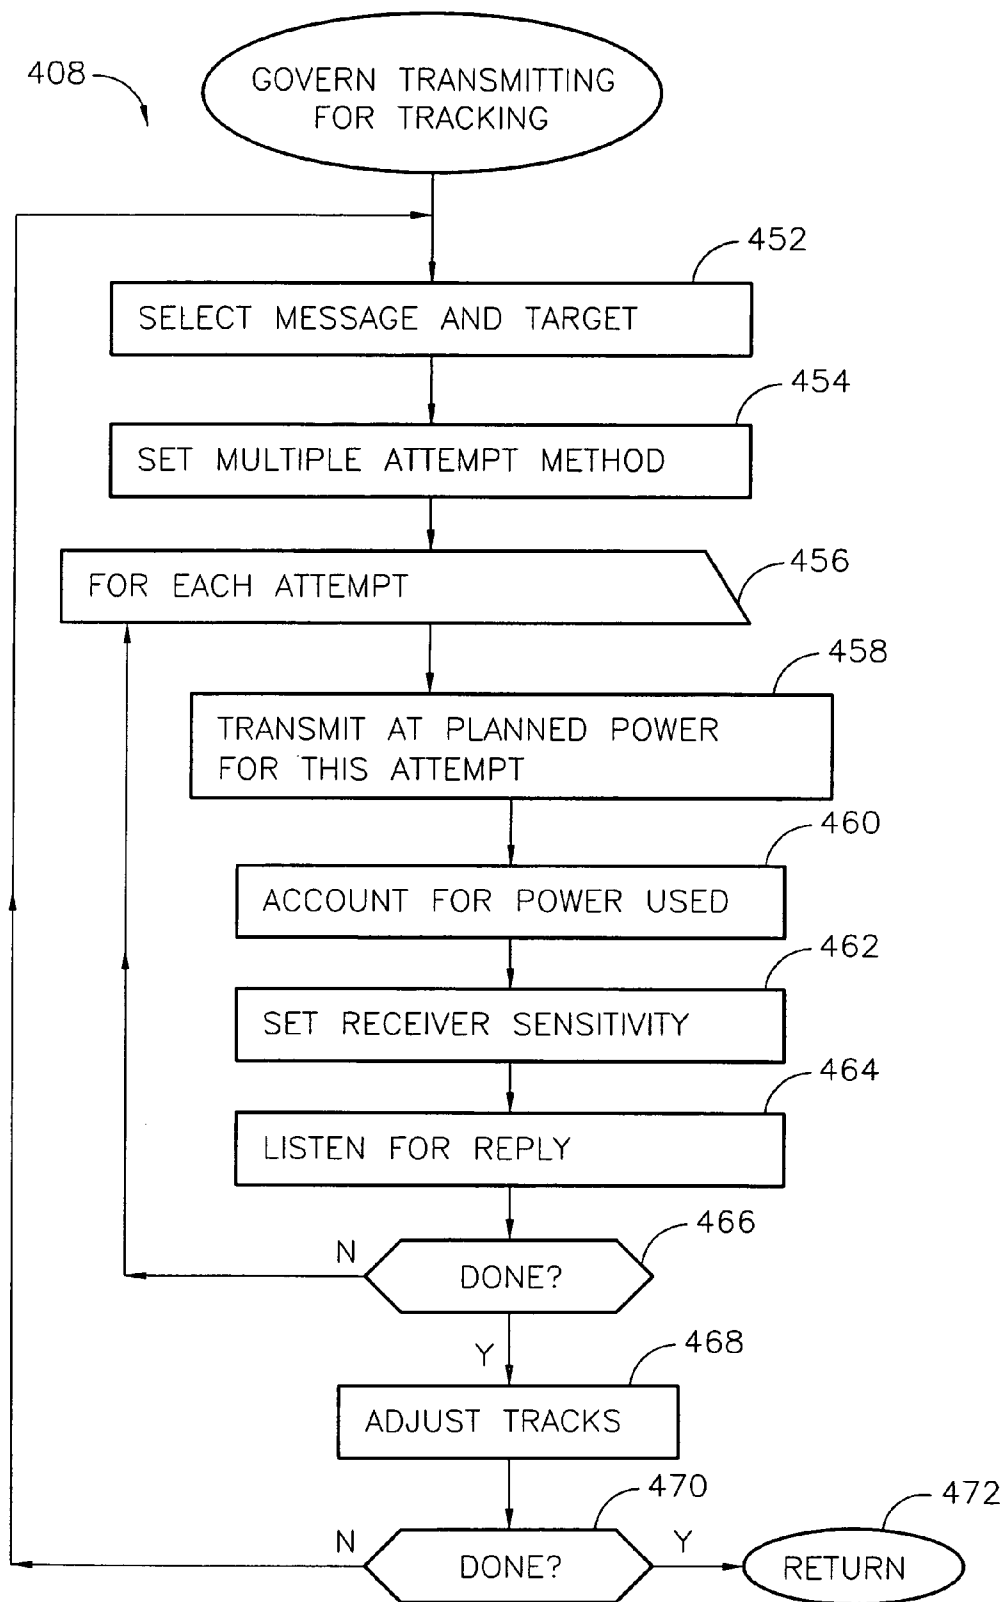 408
GOVERN TRANSMITTING
FOR TRACKING
452
SELECT MESSAGE AND TARGET
454
SET MULTIPLE ATTEMPT METHOD
456
FOR EACH ATTEMPT
458
TRANSMIT AT PLANNED POWER
FOR THIS ATTEMPT
460
ACCOUNT FOR POWER USED
462
SET RECEIVER SENSITIVITY
464
LISTEN FOR REPLY
466
N
DONE?
Y
468
ADJUST TRACKS
470
472
N
DONE?
Y
RETURN